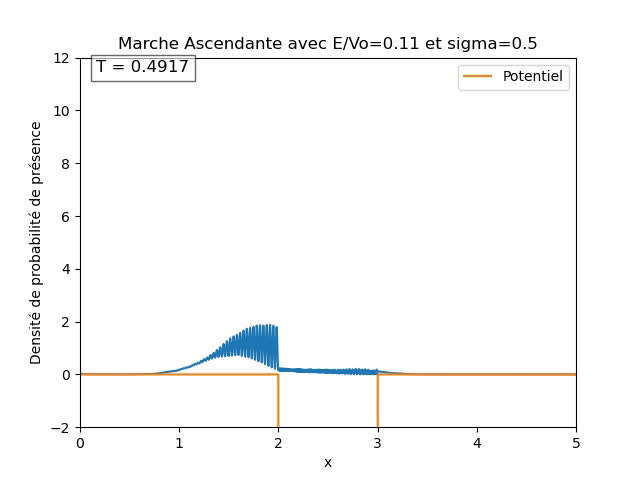 Marche Ascendante avec E/Vo=0.11 et sigma=0.5
T = 0.4917
Potentiel
Densité de probabilité de présence
12
10
8
6
4
2
0
−2
0 1 2 3 4 5
x